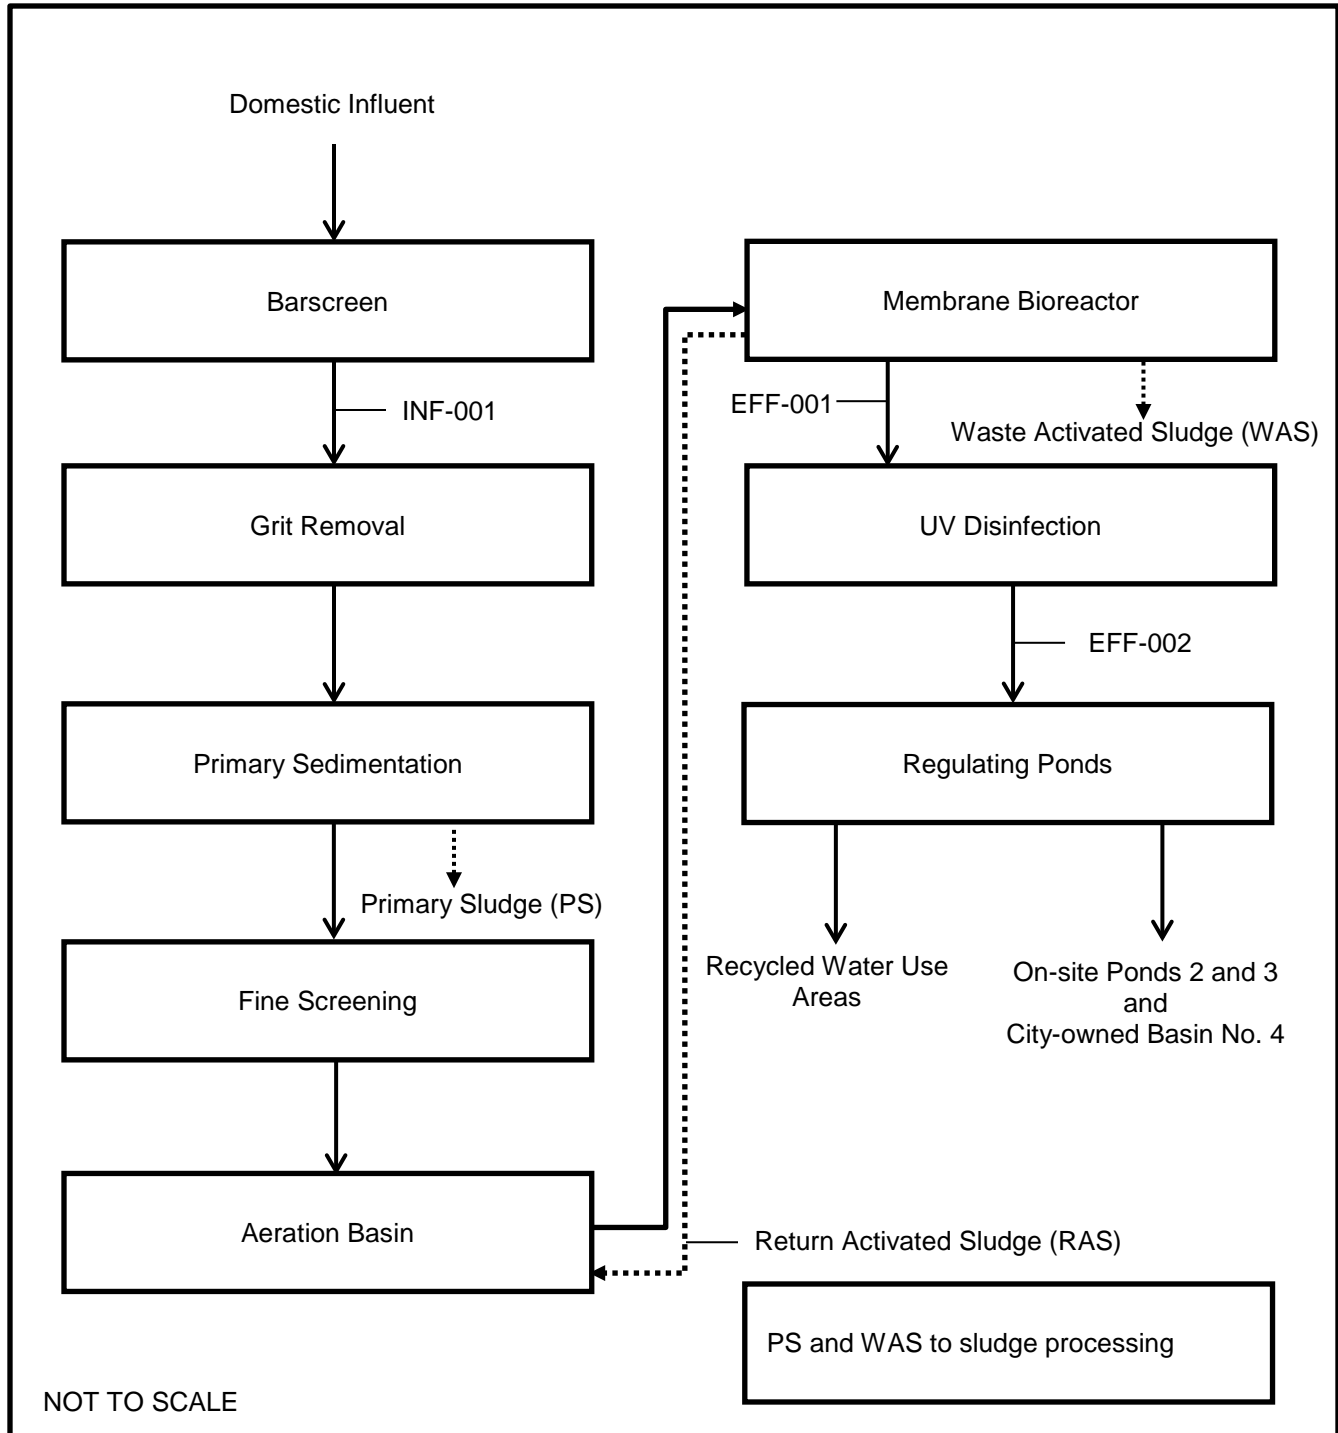 Domestic Influent
Barscreen
INF-001
Grit Removal
Primary Sedimentation
Primary Sludge (PS)
Fine Screening
Aeration Basin
Membrane Bioreactor
EFF-001
Waste Activated Sludge (WAS)
UV Disinfection
EFF-002
Regulating Ponds
Recycled Water Use
Areas
On-site Ponds 2 and 3
and
City-owned Basin No. 4
Return Activated Sludge (RAS)
PS and WAS to sludge processing
NOT TO SCALE